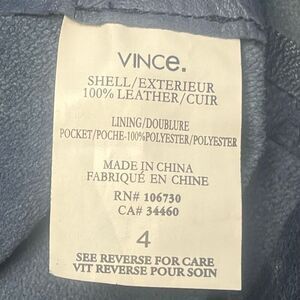 VINCE.
SHELL/EXTERIEUR
100% LEATHER/CUIR
LINING/DOUBLURE
POCKET/POCHE-100%POLYESTER/POLYESTER
MADE IN CHINA
FABRIQUÉ EN CHINE
RN# 106730
CA# 34460
4
SEE REVERSE FOR CARE
VIT REVERSE POUR SOIN